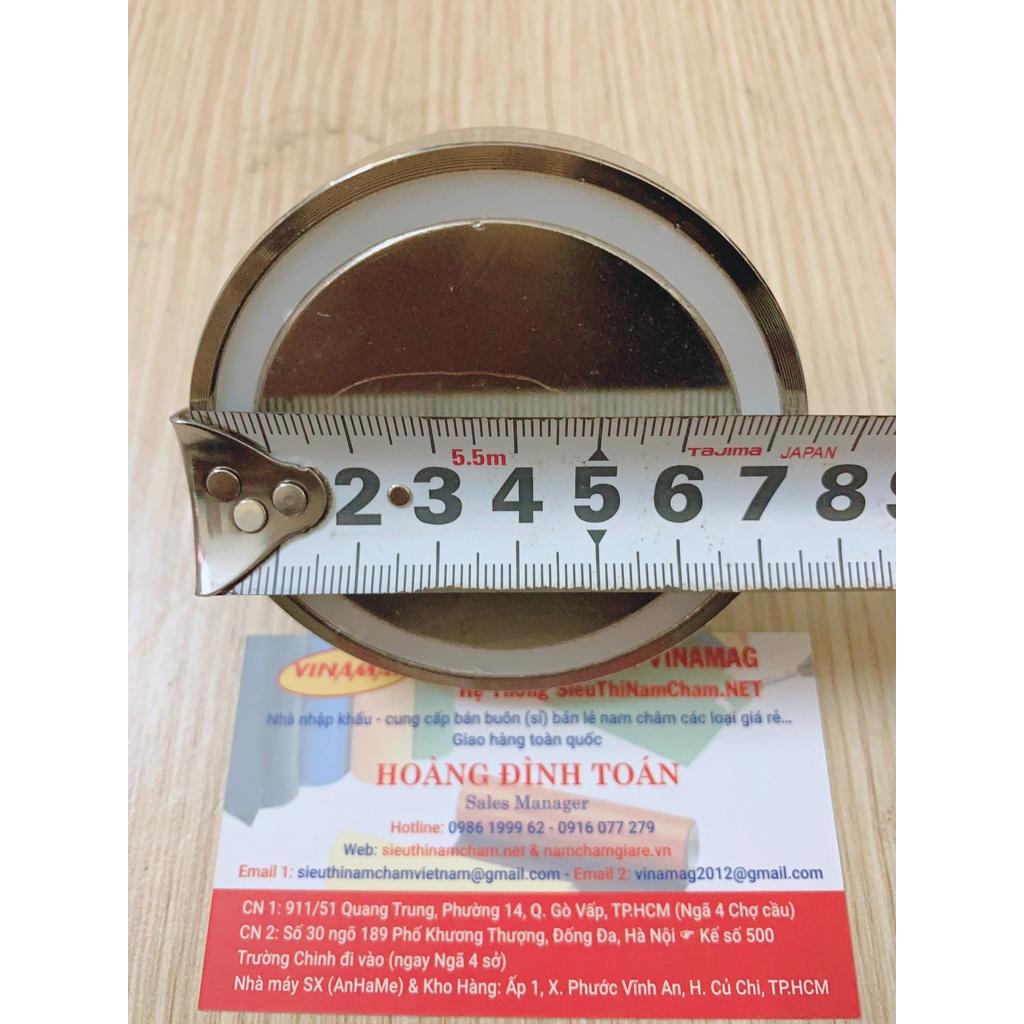 5.5m TaJima JAPAN
2 3 4 5 6 7 8 9
VINAMAG VINAMAG
Hệ Thống SieuThiNamCham.NET
Nhà nhập khẩu - cung cấp bán buôn (sỉ) bán lẻ nam châm các loại giá rẻ...
Giao hàng toàn quốc
HOÀNG ĐÌNH TOÁN
Sales Manager
Hotline: 0986 1999 62 - 0916 077 279
Web: sieuthinamcham.net & namchamgiare.vn
Email 1: sieuthinamchamvietnam@gmail.com - Email 2: vinamag2012@gmail.com
CN 1: 911/51 Quang Trung, Phường 14, Q. Gò Vấp, TP.HCM (Ngã 4 Chợ cầu)
CN 2: Số 30 ngõ 189 Phố Khương Thượng, Đống Đa, Hà Nội ☞ Kế số 500
Trường Chinh đi vào (ngay Ngã 4 sở)
Nhà máy SX (AnHaMe) & Kho Hàng: Ấp 1, X. Phước Vĩnh An, H. Củ Chi, TP.HCM